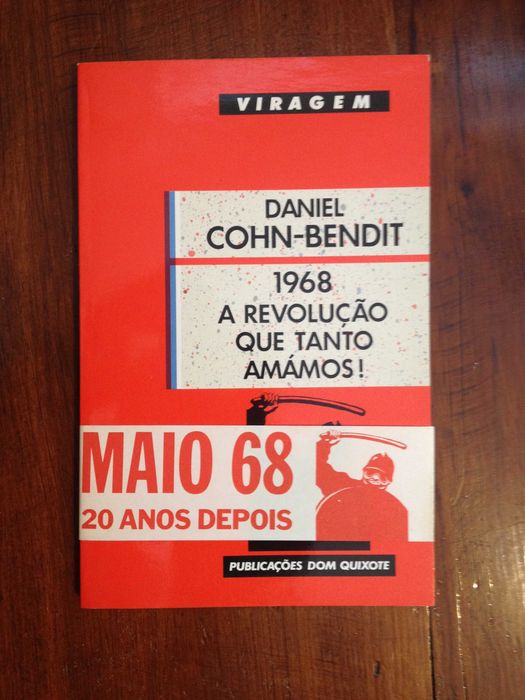 VIRAGEM
DANIEL
COHN-BENDIT
1968
A REVOLUÇÃO
QUE TANTO
AMÁMOS!
MAIO 68
20 ANOS DEPOIS
PUBLICAÇÕES DOM QUIXOTE